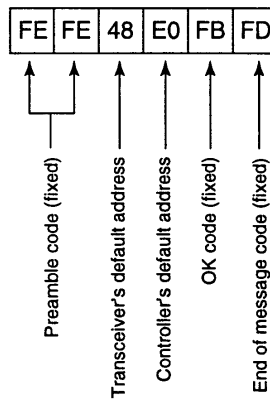 FE FE 48 E0 FB FD
Preamble code (fixed)
Transceiver's default address
Controller's default address
OK code (fixed)
End of message code (fixed)